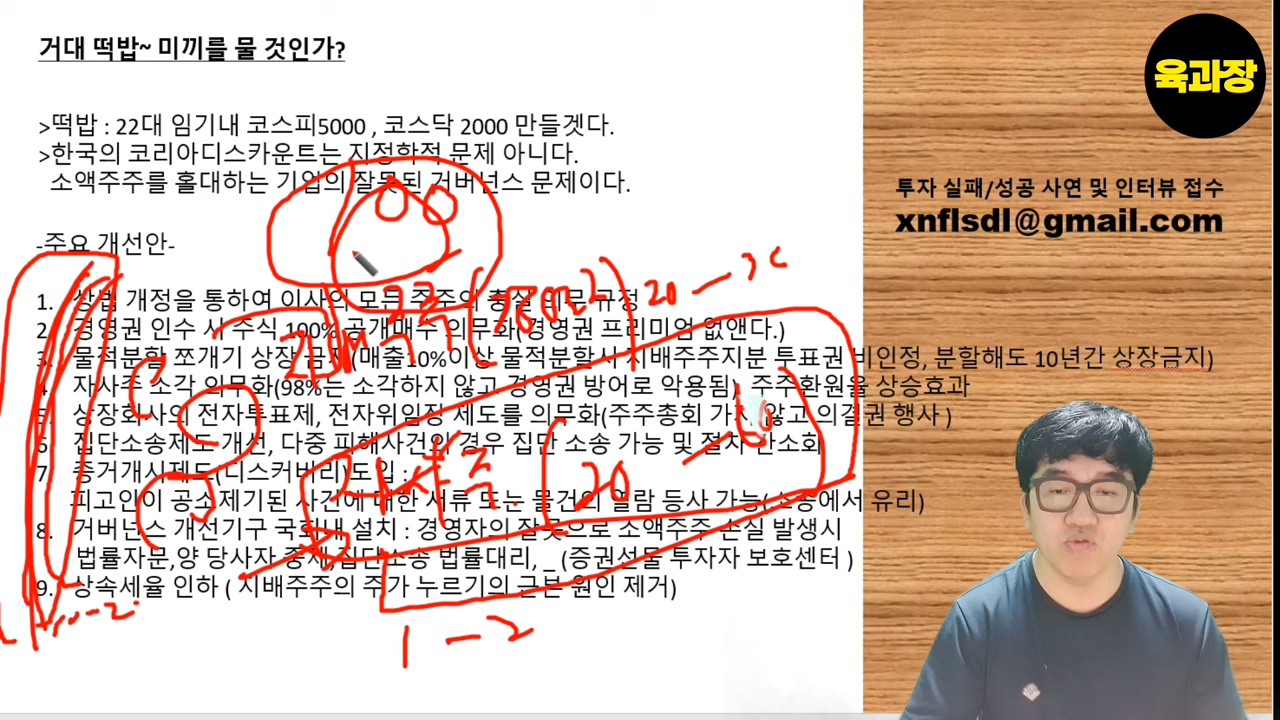 거대 떡밥~ 미끼를 물 것인가?
육과장
>떡밥 : 22대 임기내 코스피5000 , 코스닥 2000 만들겟다.
>한국의 코리아디스카운트는 지정학적 문제 아니다.
소액주주를 홀대하는 기업의 잘못된 거버넌스 문제이다.
투자 실패/성공 사연 및 인터뷰 접수
xnflsdl@gmail.com
-주요 개선안-
1. 상법 개정을 통하여 이사의 모든 주주의 충실 의무 규정
2. 경영권 인수 시 주식 100% 공개매수 의무화(경영권 프리미엄 없앤다.)
3. 물적분할 쪼개기 상장 금지(매출10%이상 물적분할시 지배주주지분 투표권 비인정, 분할해도 10년간 상장금지)
4. 자사주 소각 의무화(98%는 소각하지 않고 경영권 방어로 악용됨), 주주환원율 상승효과
5. 상장회사의 전자투표제, 전자위임장 제도를 의무화(주주총회 가지 않고 의결권 행사 )
6. 집단소송제도 개선, 다중 피해사건의 경우 집단 소송 가능 및 절차 간소화
7. 증거개시제도(디스커버리)도입 :
피고인이 공소제기된 사건에 대한 서류 또는 물건의 열람 등사 가능(소송에서 유리)
8. 거버넌스 개선기구 국회내 설치 : 경영자의 잘못으로 소액주주 손실 발생시
법률자문,양 당사자 중재,집단소송 법률대리, _ (증권선물 투자자 보호센터 )
9. 상속세율 인하 ( 지배주주의 주가 누르기의 근본 원인 제거)
20
1 - 2